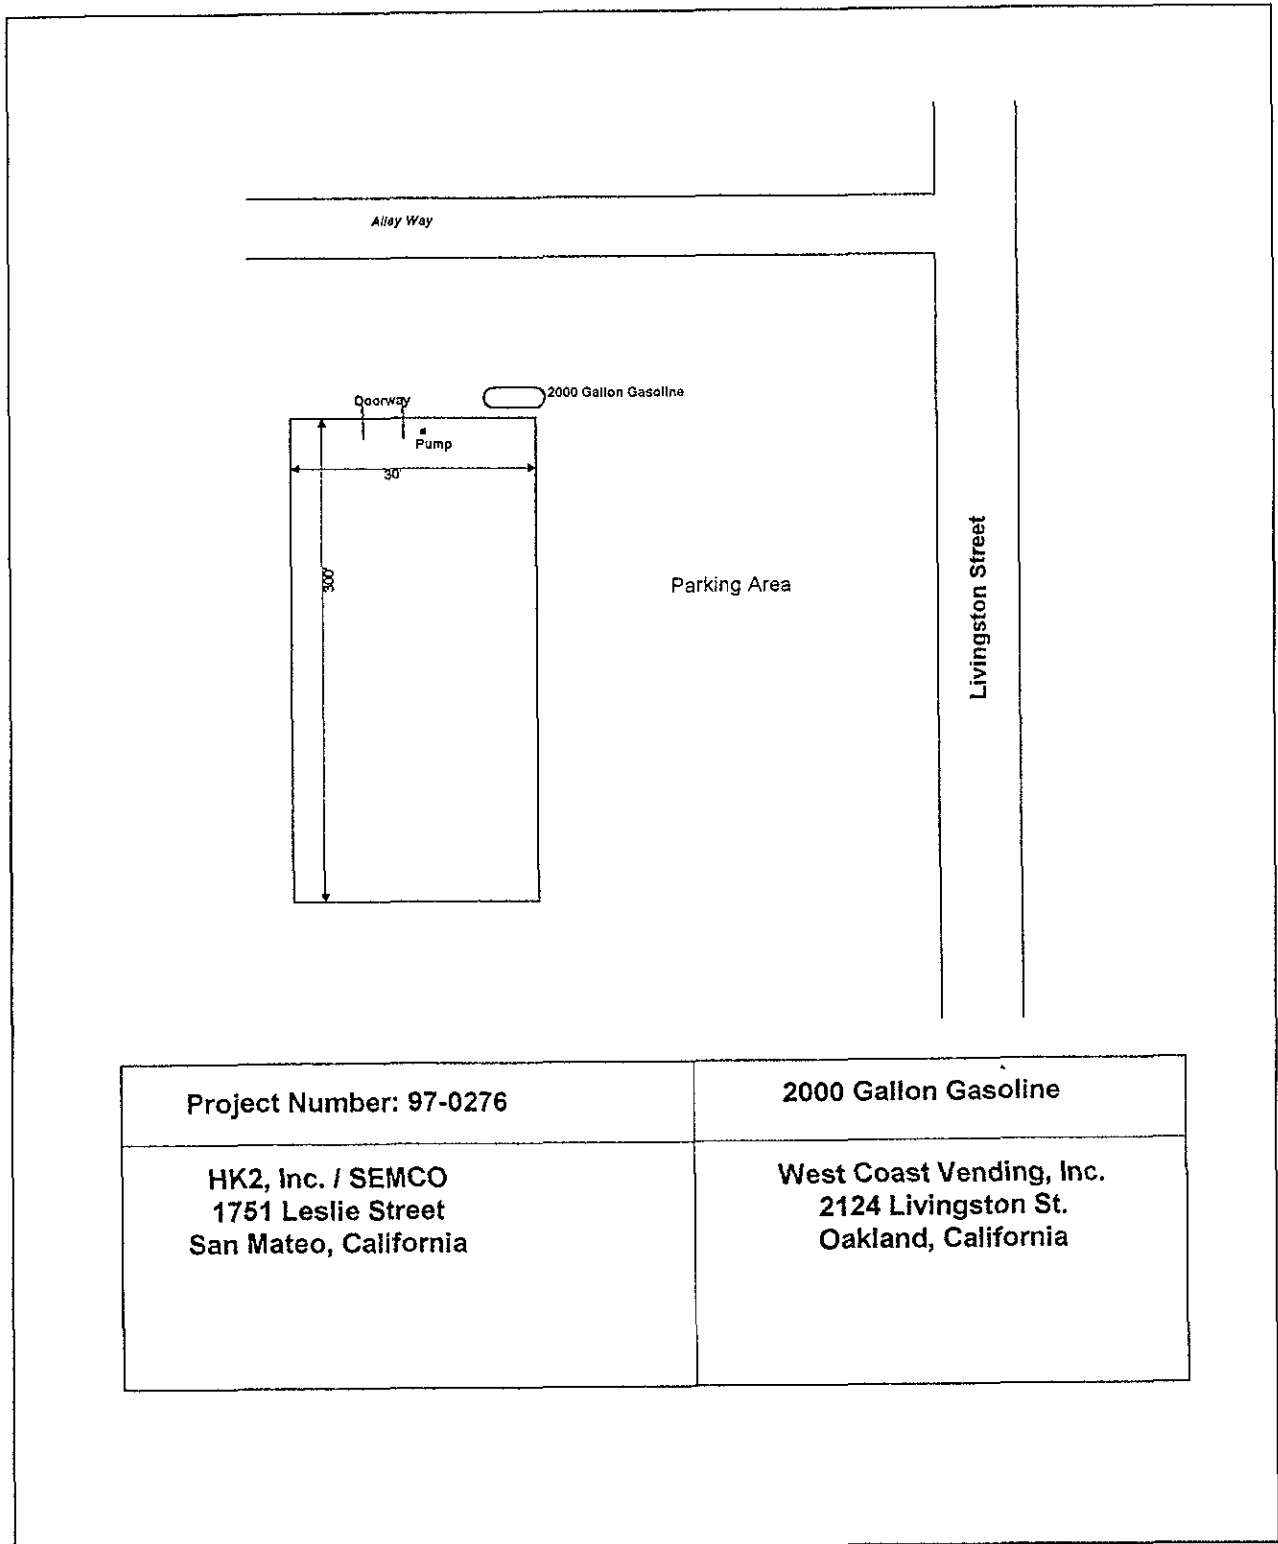 Alley Way
2000 Gallon Gasoline
Doorway
Pump
30'
300'
Parking Area
Livingston Street
Project Number: 97-0276
2000 Gallon Gasoline
HK2, Inc. / SEMCO
1751 Leslie Street
San Mateo, California
West Coast Vending, Inc.
2124 Livingston St.
Oakland, California